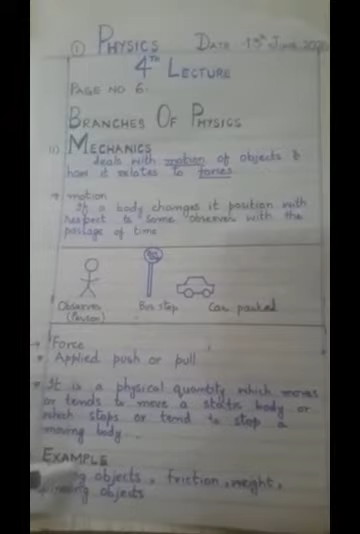 ① PHYSICS DATE - 13th June
4TH LECTURE
PAGE NO 6.
BRANCHES OF PHYSICS
MECHANICS
deals with motion of objects &
how it relates to forces
→ motion
If a body changes it position with
respect to some observer with the
passage of time
Observer Bus stop Car parked
(Person)
→ Force
• Applied push or pull
• It is a physical quantity which moves
or tends to move a static body or
which stops or tend to stop a
moving body.
EXAMPLE
objects, friction, weight,
objects